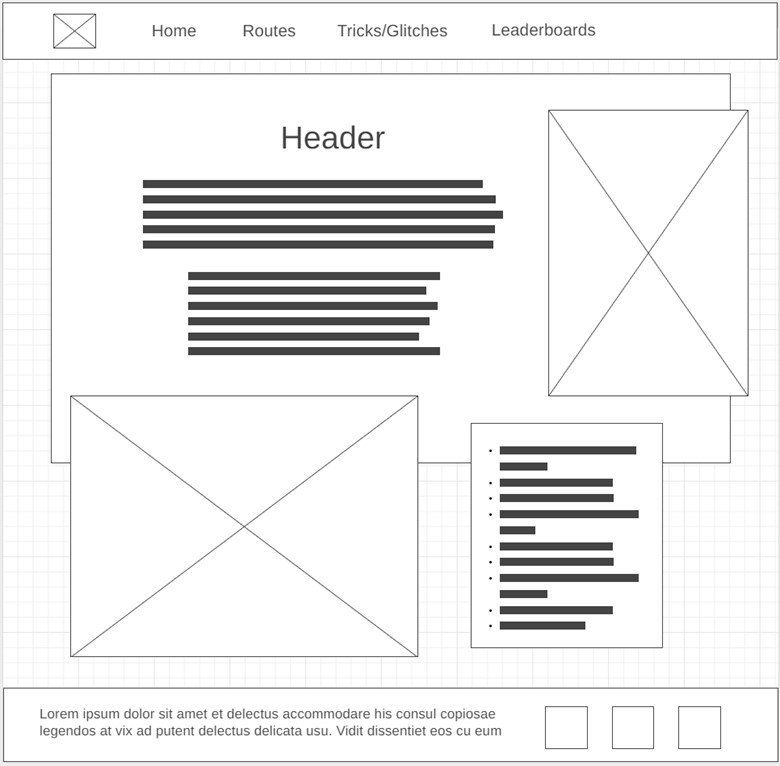 Home Routes Tricks/Glitches Leaderboards
Header
Lorem ipsum dolor sit amet et delectus accommodare his consul copiosae
legendos at vix ad putent delectus delicata usu. Vidit dissentiet eos cu eum